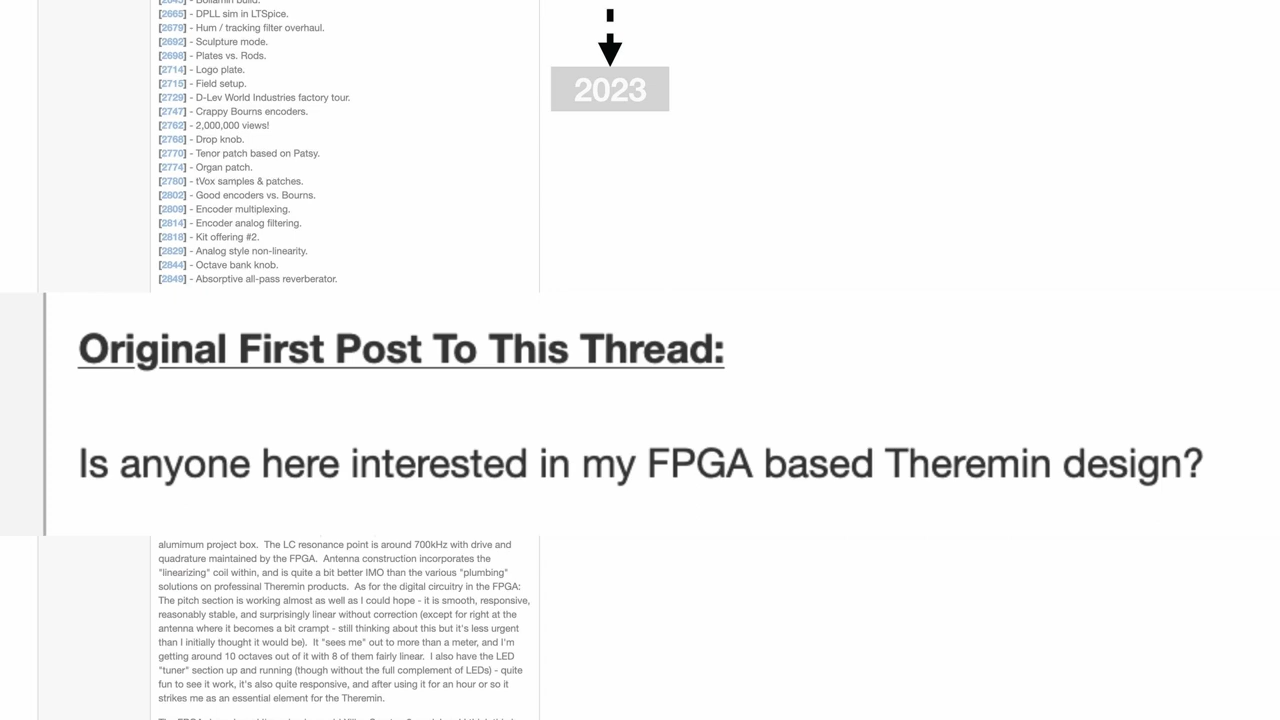 [2665] - DPLL sim in LTSpice.
[2679] - Hum / tracking filter overhaul.
[2692] - Sculpture mode.
[2698] - Plates vs. Rods.
[2714] - Logo plate.
[2715] - Field setup.
[2729] - D-Lev World Industries factory tour.
[2747] - Crappy Bourns encoders.
[2762] - 2,000,000 views!
[2768] - Drop knob.
[2770] - Tenor patch based on Patsy.
[2774] - Organ patch.
[2780] - tVox samples & patches.
[2802] - Good encoders vs. Bourns.
[2809] - Encoder multiplexing.
[2814] - Encoder analog filtering.
[2818] - Kit offering #2.
[2829] - Analog style non-linearity.
[2844] - Octave bank knob.
[2849] - Absorptive all-pass reverberator.
2023
Original First Post To This Thread:
Is anyone here interested in my FPGA based Theremin design?
alumimum project box. The LC resonance point is around 700kHz with drive and
quadrature maintained by the FPGA. Antenna construction incorporates the
"linearizing" coil within, and is quite a bit better IMO than the various "plumbing"
solutions on professinal Theremin products. As for the digital circuitry in the FPGA:
The pitch section is working almost as well as I could hope - it is smooth, responsive,
reasonably stable, and surprisingly linear without correction (except for right at the
antenna where it becomes a bit crampt - still thinking about this but it's less urgent
than I initially thought it would be). It "sees me" out to more than a meter, and I'm
getting around 10 octaves out of it with 8 of them fairly linear. I also have the LED
"tuner" section up and running (though without the full complement of LEDs) - quite
fun to see it work, it's also quite responsive, and after using it for an hour or so it
strikes me as an essential element for the Theremin.